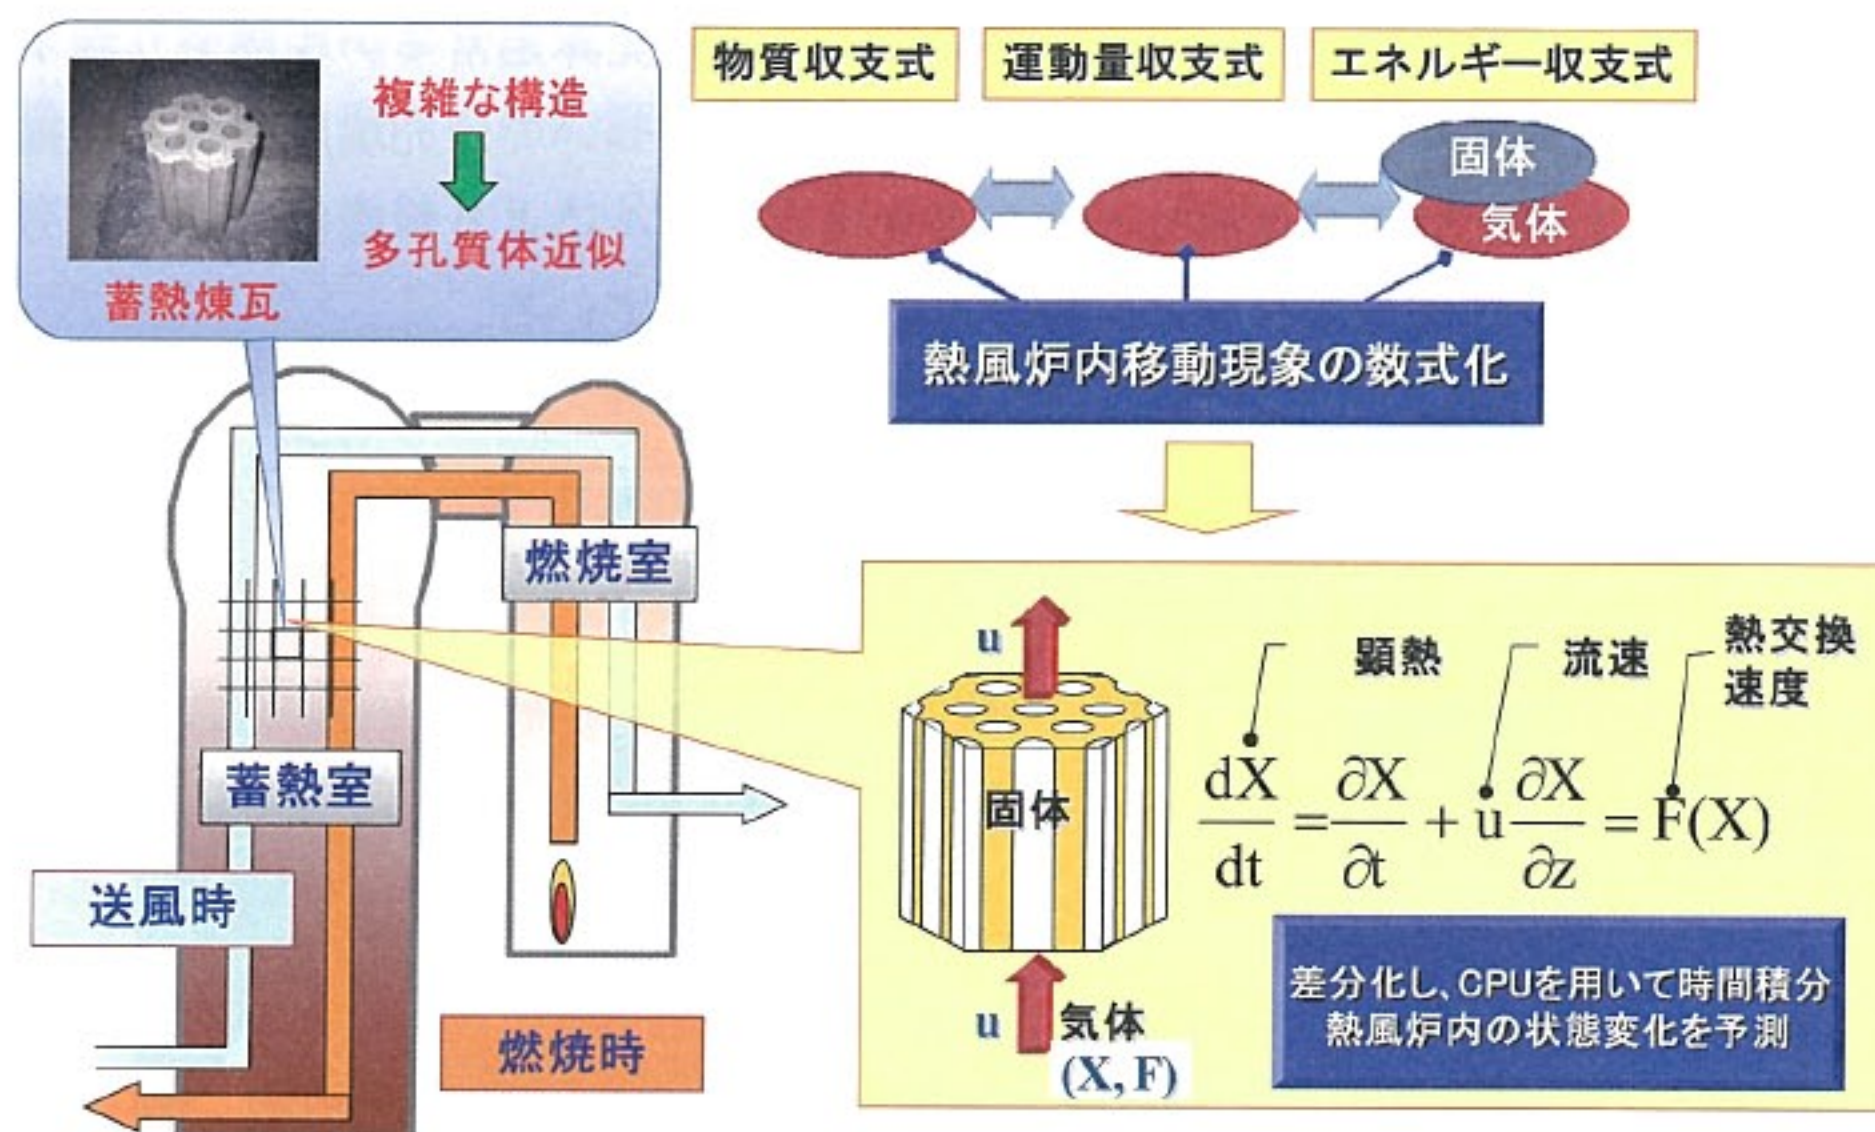 複雑な構造
多孔質体近似
蓄熱煉瓦
物質収支式
運動量収支式
エネルギー収支式
固体
気体
熱風炉内移動現象の数式化
燃焼室
蓄熱室
送風時
燃焼時
u
顕熱
流速
熱交換
速度
固体
dX/dt = ∂X/∂t + u ∂X/∂z = F(X)
u
気体
(X, F)
差分化し、CPUを用いて時間積分
熱風炉内の状態変化を予測